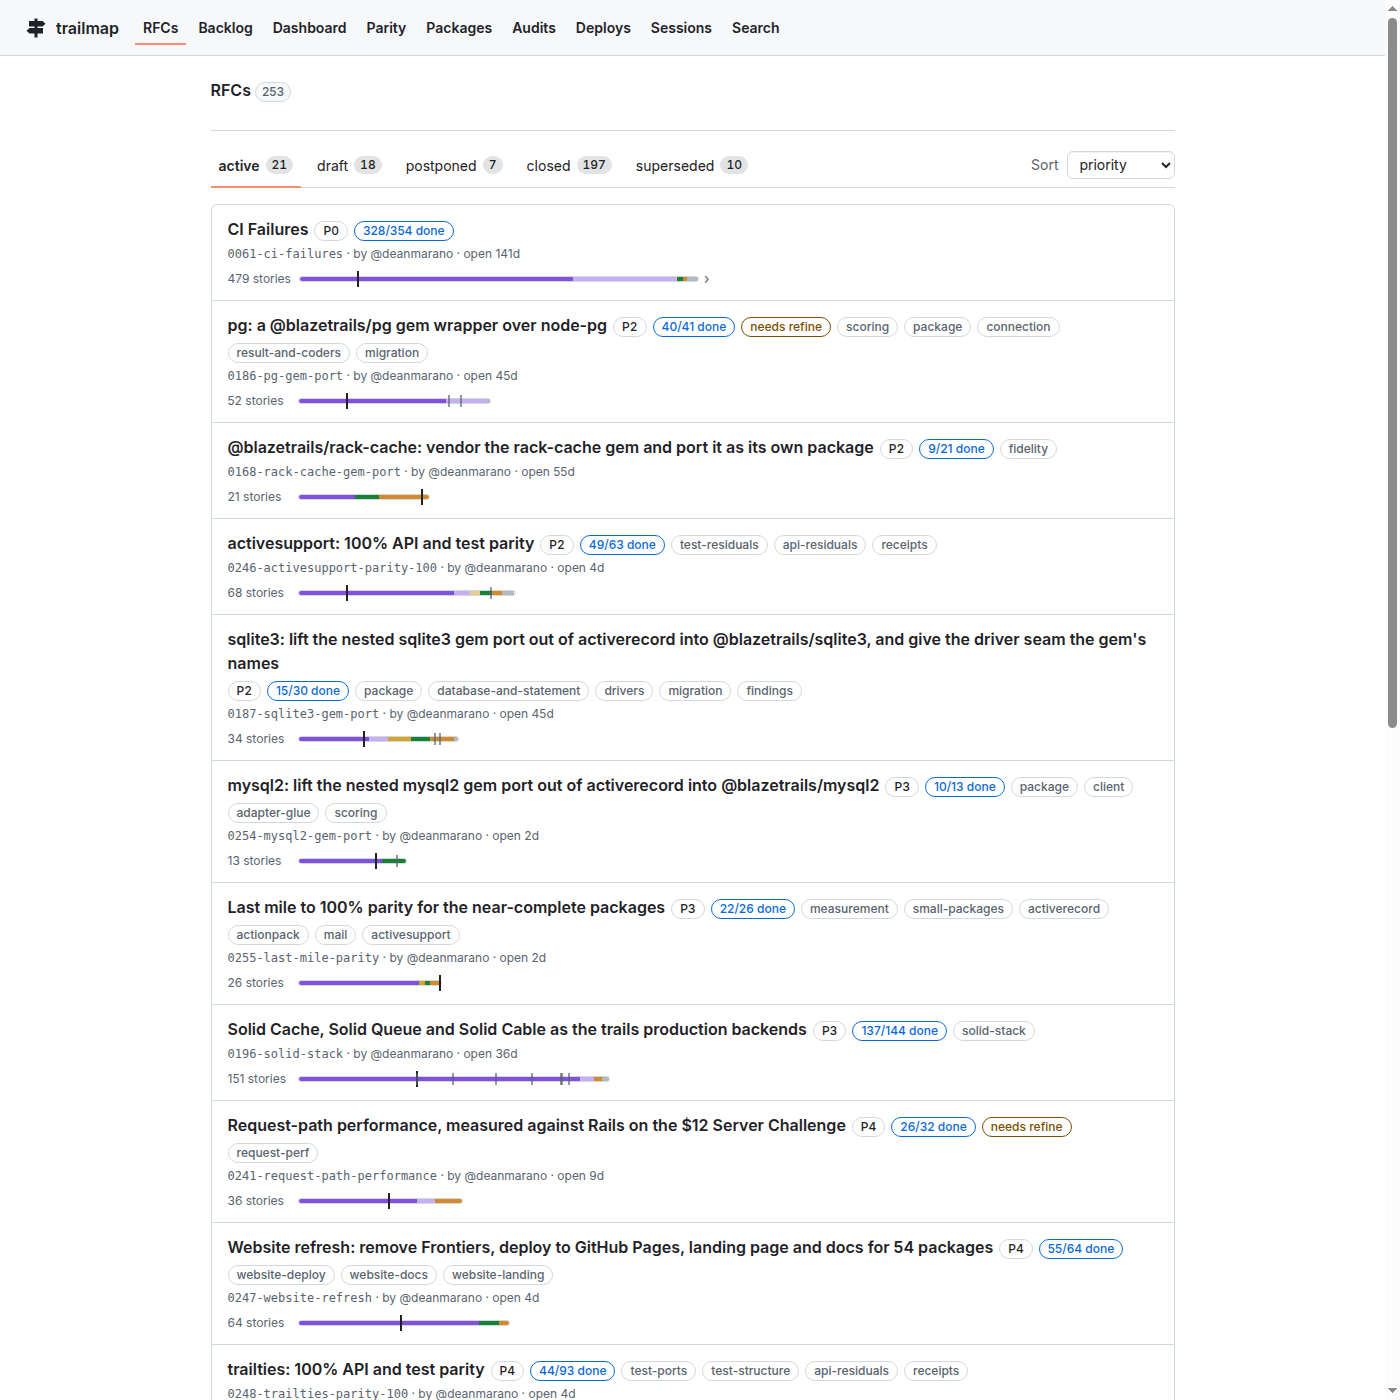 trailmap RFCs Backlog Dashboard Parity Packages Audits Deploys Sessions Search
RFCs 253
active 21 draft 18 postponed 7 closed 197 superseded 10 Sort priority
CI Failures P0 328/354 done
0061-ci-failures · by @deanmarano · open 141d
479 stories ›
pg: a @blazetrails/pg gem wrapper over node-pg P2 40/41 done needs refine scoring package connection
result-and-coders migration
0186-pg-gem-port · by @deanmarano · open 45d
52 stories
@blazetrails/rack-cache: vendor the rack-cache gem and port it as its own package P2 9/21 done fidelity
0168-rack-cache-gem-port · by @deanmarano · open 55d
21 stories
activesupport: 100% API and test parity P2 49/63 done test-residuals api-residuals receipts
0246-activesupport-parity-100 · by @deanmarano · open 4d
68 stories
sqlite3: lift the nested sqlite3 gem port out of activerecord into @blazetrails/sqlite3, and give the driver seam the gem's
names
P2 15/30 done package database-and-statement drivers migration findings
0187-sqlite3-gem-port · by @deanmarano · open 45d
34 stories
mysql2: lift the nested mysql2 gem port out of activerecord into @blazetrails/mysql2 P3 10/13 done package client
adapter-glue scoring
0254-mysql2-gem-port · by @deanmarano · open 2d
13 stories
Last mile to 100% parity for the near-complete packages P3 22/26 done measurement small-packages activerecord
actionpack mail activesupport
0255-last-mile-parity · by @deanmarano · open 2d
26 stories
Solid Cache, Solid Queue and Solid Cable as the trails production backends P3 137/144 done solid-stack
0196-solid-stack · by @deanmarano · open 36d
151 stories
Request-path performance, measured against Rails on the $12 Server Challenge P4 26/32 done needs refine
request-perf
0241-request-path-performance · by @deanmarano · open 9d
36 stories
Website refresh: remove Frontiers, deploy to GitHub Pages, landing page and docs for 54 packages P4 55/64 done
website-deploy website-docs website-landing
0247-website-refresh · by @deanmarano · open 4d
64 stories
trailties: 100% API and test parity P4 44/93 done test-ports test-structure api-residuals receipts
0248-trailties-parity-100 · by @deanmarano · open 4d